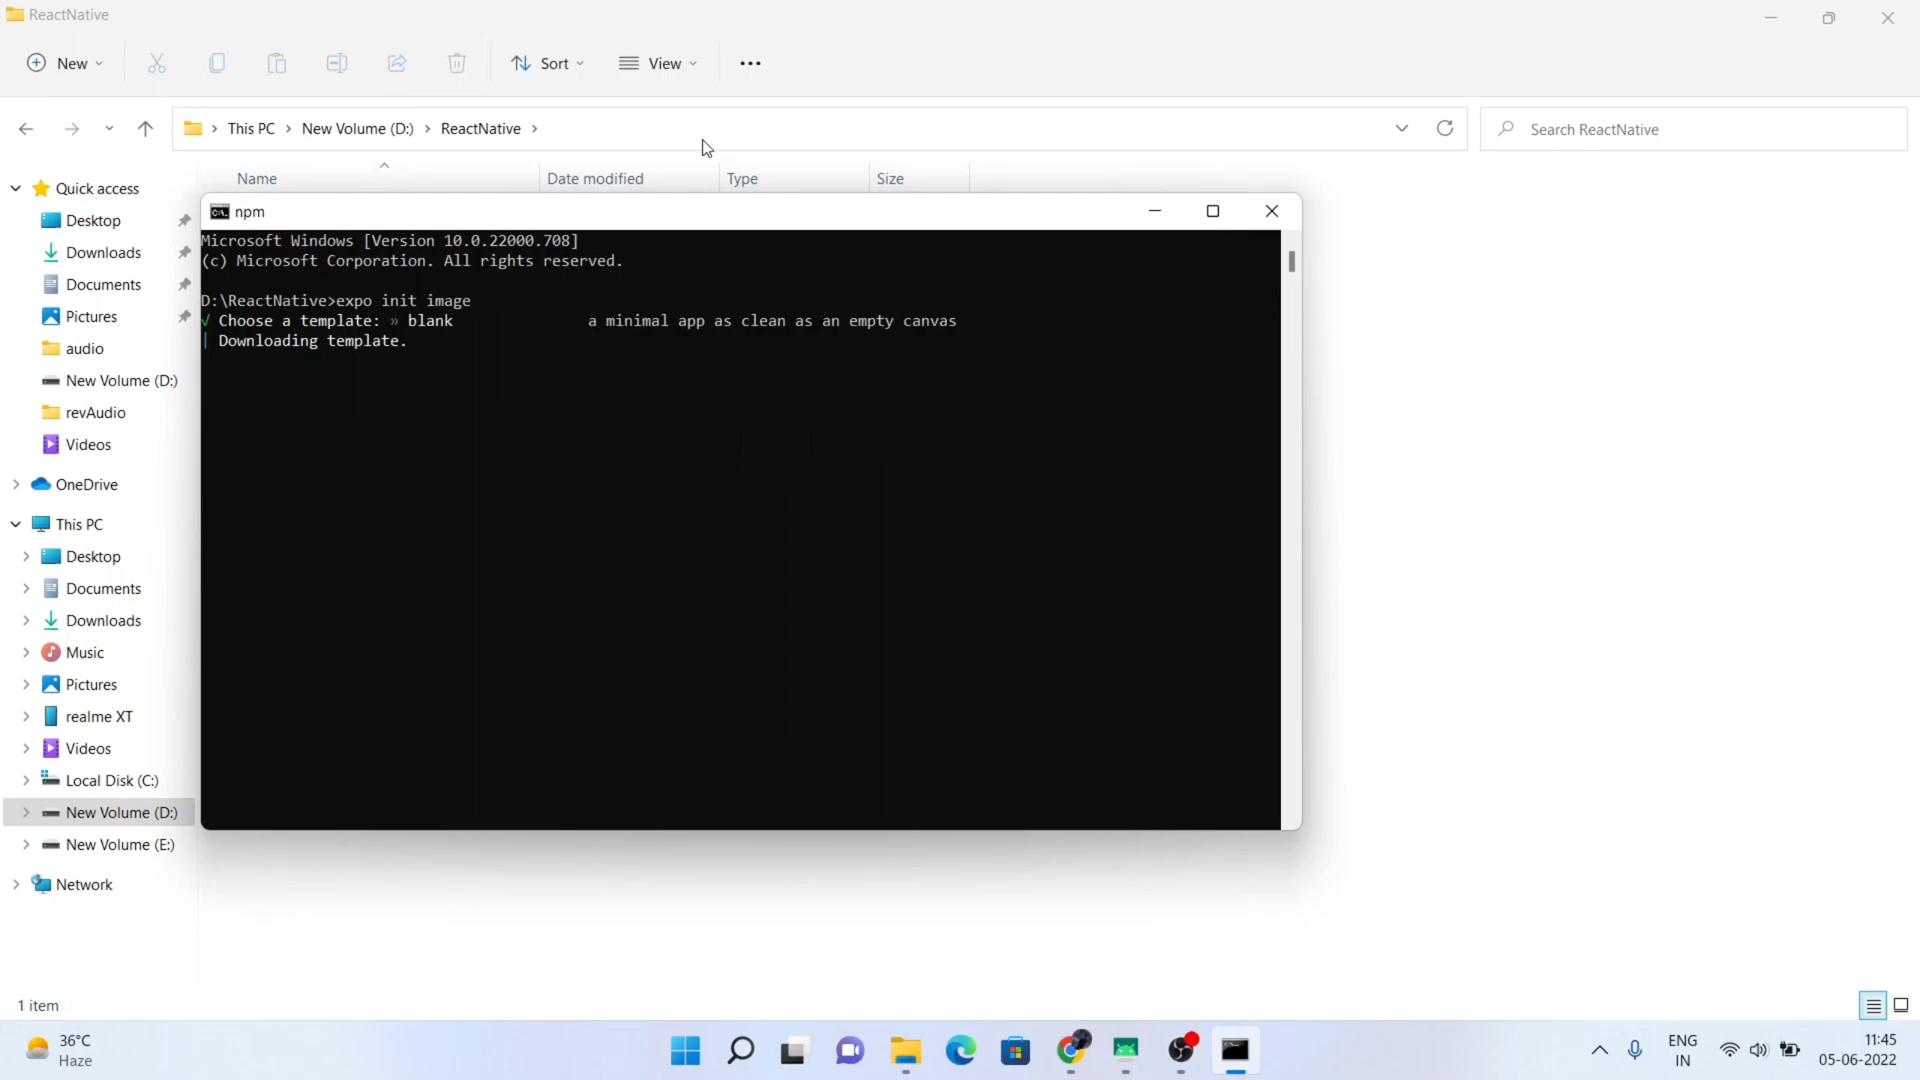 ReactNative
New
Sort
View
This PC > New Volume (D:) > ReactNative >
Search ReactNative
Name
Date modified
Type
Size
Quick access
Desktop
Downloads
Documents
Pictures
audio
New Volume (D:)
revAudio
Videos
OneDrive
This PC
Desktop
Documents
Downloads
Music
Pictures
realme XT
Videos
Local Disk (C:)
New Volume (D:)
New Volume (E:)
Network
npm
Microsoft Windows [Version 10.0.22000.708]
(c) Microsoft Corporation. All rights reserved.
D:\ReactNative>expo init image
√ Choose a template: » blank a minimal app as clean as an empty canvas
| Downloading template.
1 item
36°C
Haze
ENG
IN
11:45
05-06-2022